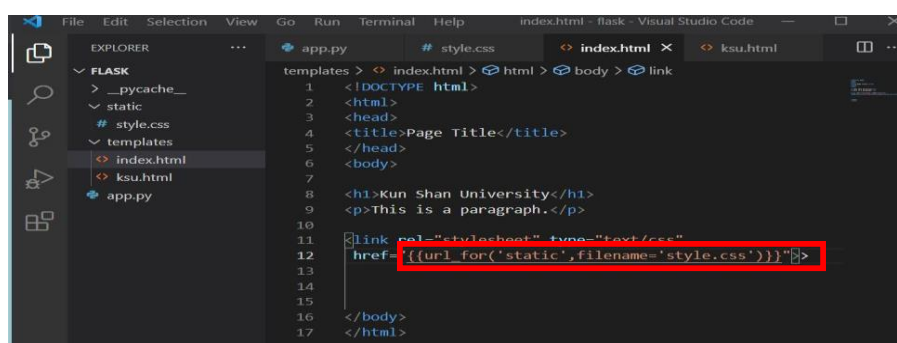 File Edit Selection View Go Run Terminal Help index.html - flask - Visual Studio Code
EXPLORER
FLASK
__pycache__
static
# style.css
templates
<> index.html
<> ksu.html
app.py
app.py # style.css <> index.html <> ksu.html
templates > <> index.html > html > body > link
1 <!DOCTYPE html>
2 <html>
3 <head>
4 <title>Page Title</title>
5 </head>
6 <body>
7
8 <h1>Kun Shan University</h1>
9 <p>This is a paragraph.</p>
10
11 <link rel="stylesheet" type="text/css"
12 href="{{url_for('static',filename='style.css')}}">>
13
14
15
16 </body>
17 </html>